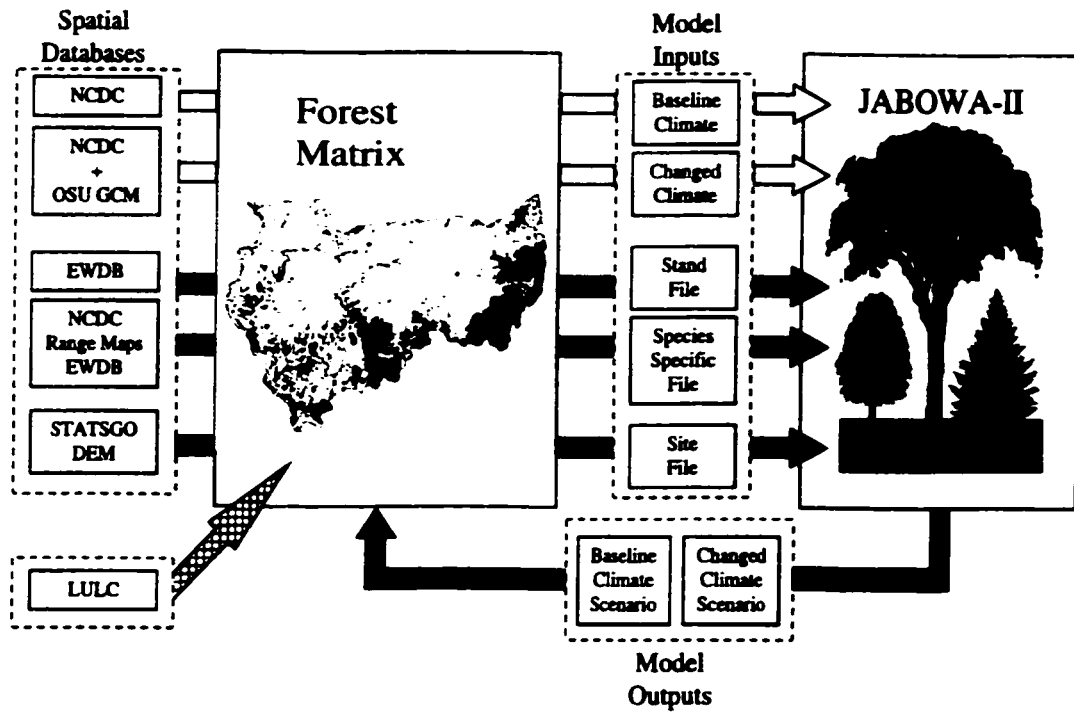 Spatial
Databases
NCDC
NCDC
+
OSU GCM
EWDB
NCDC
Range Maps
EWDB
STATSGO
DEM
LULC
Forest
Matrix
Model
Inputs
Baseline
Climate
Changed
Climate
Stand
File
Species
Specific
File
Site
File
JABOWA-II
Baseline
Climate
Scenario
Changed
Climate
Scenario
Model
Outputs